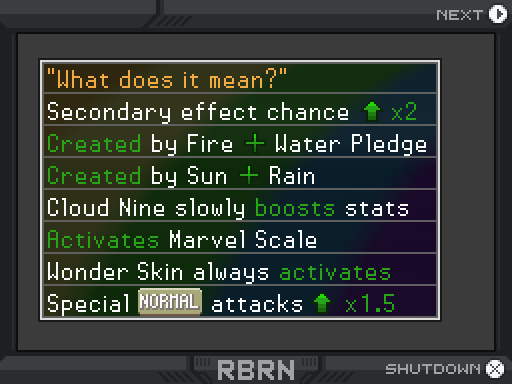 NEXT
"What does it mean?"
Secondary effect chance x2
Created by Fire + Water Pledge
Created by Sun + Rain
Cloud Nine slowly boosts stats
Activates Marvel Scale
Wonder Skin always activates
Special NORMAL attacks x1.5
RBRN
SHUTDOWN